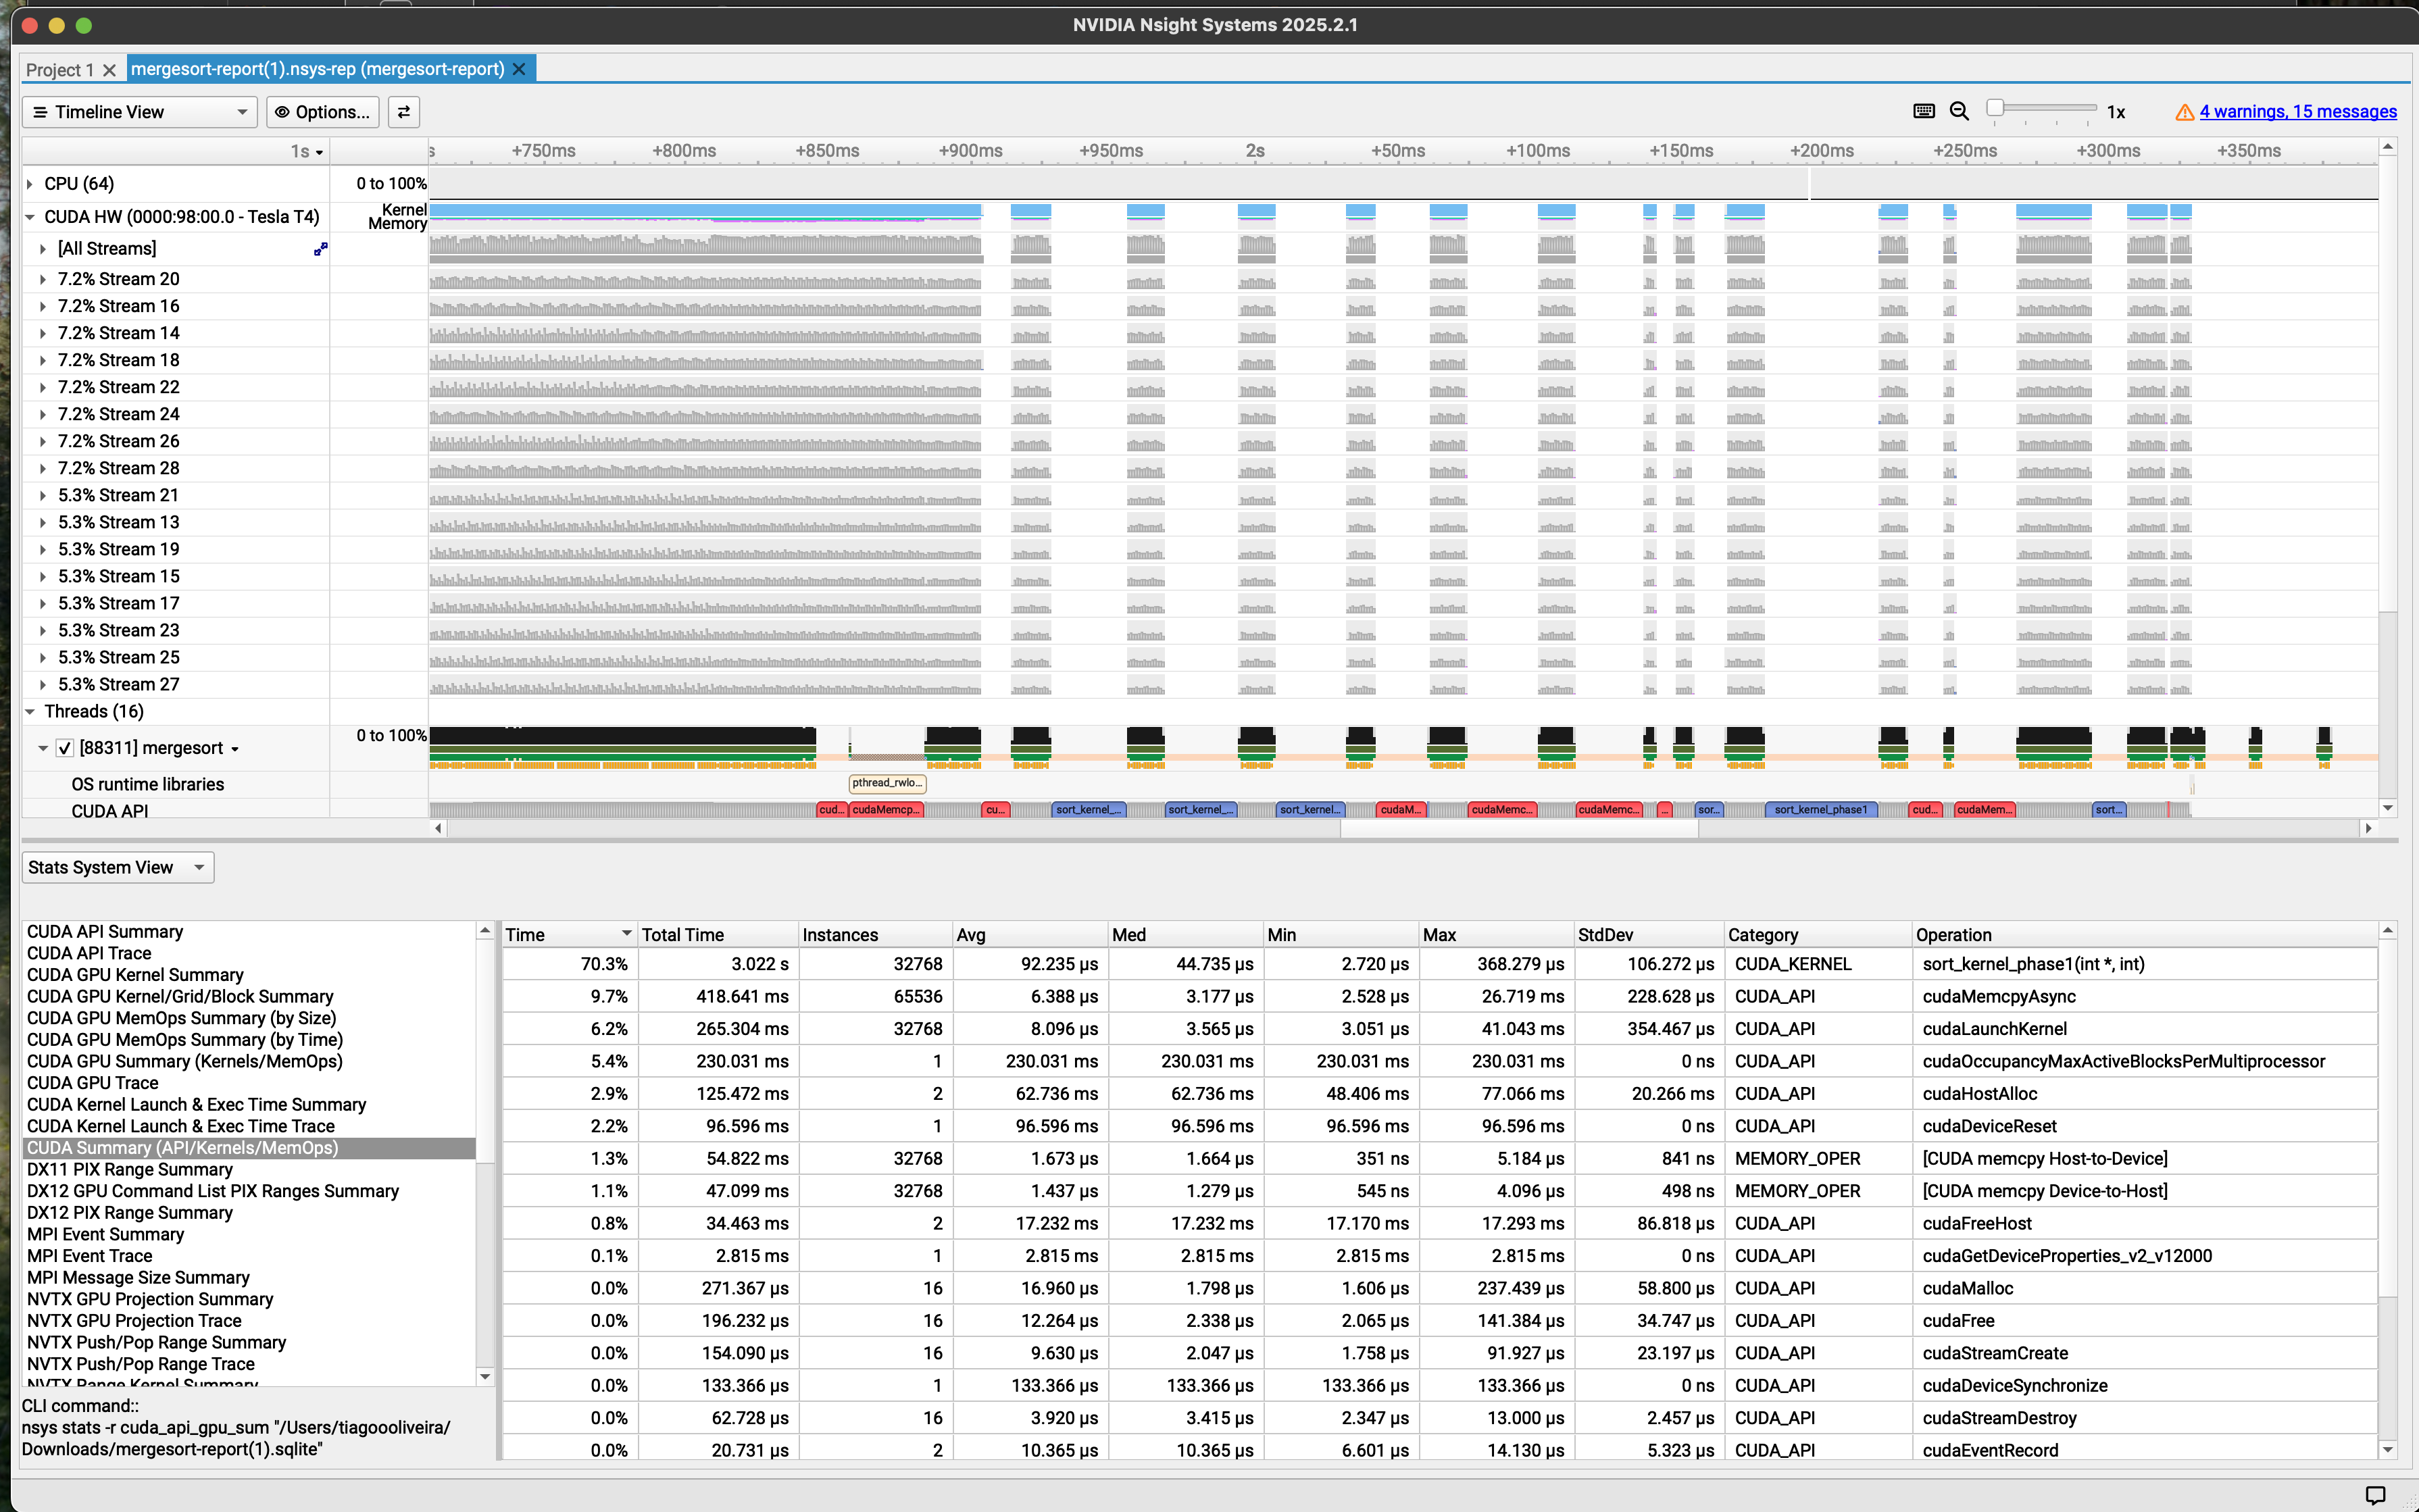 NVIDIA Nsight Systems 2025.2.1
Project 1
mergesort-report(1).nsys-rep (mergesort-report)
Timeline View
Options...
1x
4 warnings, 15 messages
1s
s +750ms +800ms +850ms +900ms +950ms 2s +50ms +100ms +150ms +200ms +250ms +300ms +350ms
CPU (64) 0 to 100%
CUDA HW (0000:98:00.0 - Tesla T4) Kernel
Memory
[All Streams]
7.2% Stream 20
7.2% Stream 16
7.2% Stream 14
7.2% Stream 18
7.2% Stream 22
7.2% Stream 24
7.2% Stream 26
7.2% Stream 28
5.3% Stream 21
5.3% Stream 13
5.3% Stream 19
5.3% Stream 15
5.3% Stream 17
5.3% Stream 23
5.3% Stream 25
5.3% Stream 27
Threads (16)
[88311] mergesort 0 to 100%
OS runtime libraries pthread_rwlo...
CUDA API cud... cudaMemcp... cu... sort_kernel_... sort_kernel_... sort_kernel... cudaM... cudaMemc... cudaMemc... ... sor... sort_kernel_phase1 cud... cudaMem... sort...
Stats System View
CUDA API Summary
CUDA API Trace
CUDA GPU Kernel Summary
CUDA GPU Kernel/Grid/Block Summary
CUDA GPU MemOps Summary (by Size)
CUDA GPU MemOps Summary (by Time)
CUDA GPU Summary (Kernels/MemOps)
CUDA GPU Trace
CUDA Kernel Launch & Exec Time Summary
CUDA Kernel Launch & Exec Time Trace
CUDA Summary (API/Kernels/MemOps)
DX11 PIX Range Summary
DX12 GPU Command List PIX Ranges Summary
DX12 PIX Range Summary
MPI Event Summary
MPI Event Trace
MPI Message Size Summary
NVTX GPU Projection Summary
NVTX GPU Projection Trace
NVTX Push/Pop Range Summary
NVTX Push/Pop Range Trace
NVTX Range Kernel Summary
CLI command::
nsys stats -r cuda_api_gpu_sum "/Users/tiagoooliveira/
Downloads/mergesort-report(1).sqlite"
Time Total Time Instances Avg Med Min Max StdDev Category Operation
70.3% 3.022 s 32768 92.235 μs 44.735 μs 2.720 μs 368.279 μs 106.272 μs CUDA_KERNEL sort_kernel_phase1(int *, int)
9.7% 418.641 ms 65536 6.388 μs 3.177 μs 2.528 μs 26.719 ms 228.628 μs CUDA_API cudaMemcpyAsync
6.2% 265.304 ms 32768 8.096 μs 3.565 μs 3.051 μs 41.043 ms 354.467 μs CUDA_API cudaLaunchKernel
5.4% 230.031 ms 1 230.031 ms 230.031 ms 230.031 ms 230.031 ms 0 ns CUDA_API cudaOccupancyMaxActiveBlocksPerMultiprocessor
2.9% 125.472 ms 2 62.736 ms 62.736 ms 48.406 ms 77.066 ms 20.266 ms CUDA_API cudaHostAlloc
2.2% 96.596 ms 1 96.596 ms 96.596 ms 96.596 ms 96.596 ms 0 ns CUDA_API cudaDeviceReset
1.3% 54.822 ms 32768 1.673 μs 1.664 μs 351 ns 5.184 μs 841 ns MEMORY_OPER [CUDA memcpy Host-to-Device]
1.1% 47.099 ms 32768 1.437 μs 1.279 μs 545 ns 4.096 μs 498 ns MEMORY_OPER [CUDA memcpy Device-to-Host]
0.8% 34.463 ms 2 17.232 ms 17.232 ms 17.170 ms 17.293 ms 86.818 μs CUDA_API cudaFreeHost
0.1% 2.815 ms 1 2.815 ms 2.815 ms 2.815 ms 2.815 ms 0 ns CUDA_API cudaGetDeviceProperties_v2_v12000
0.0% 271.367 μs 16 16.960 μs 1.798 μs 1.606 μs 237.439 μs 58.800 μs CUDA_API cudaMalloc
0.0% 196.232 μs 16 12.264 μs 2.338 μs 2.065 μs 141.384 μs 34.747 μs CUDA_API cudaFree
0.0% 154.090 μs 16 9.630 μs 2.047 μs 1.758 μs 91.927 μs 23.197 μs CUDA_API cudaStreamCreate
0.0% 133.366 μs 1 133.366 μs 133.366 μs 133.366 μs 133.366 μs 0 ns CUDA_API cudaDeviceSynchronize
0.0% 62.728 μs 16 3.920 μs 3.415 μs 2.347 μs 13.000 μs 2.457 μs CUDA_API cudaStreamDestroy
0.0% 20.731 μs 2 10.365 μs 10.365 μs 6.601 μs 14.130 μs 5.323 μs CUDA_API cudaEventRecord